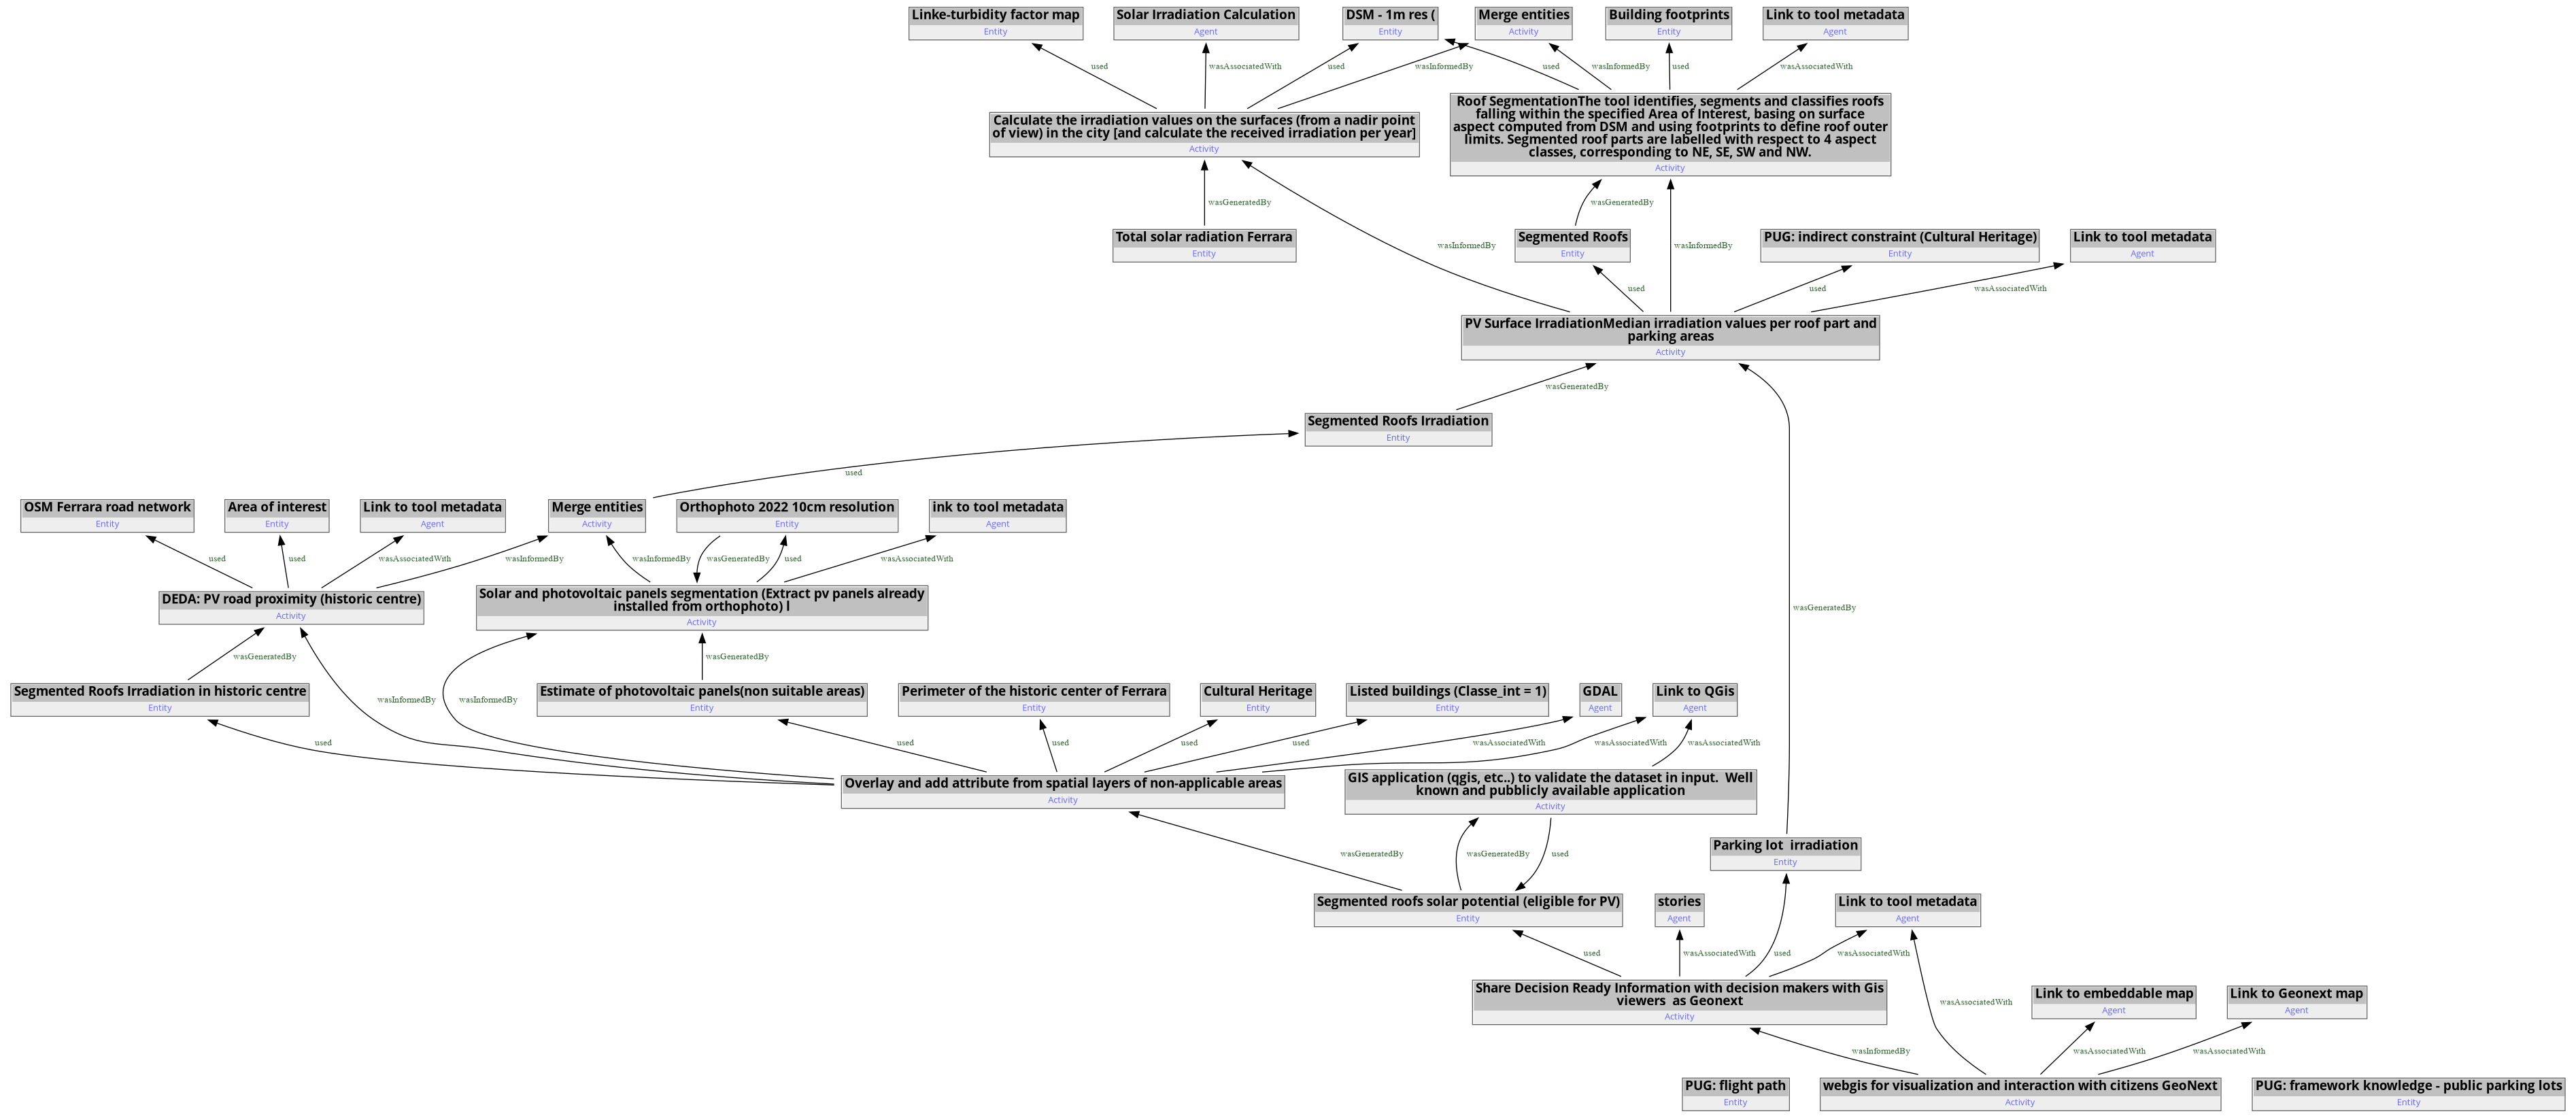 Linke-turbidity factor map
Entity
Solar Irradiation Calculation
Agent
DSM - 1m res (
Entity
Merge entities
Activity
Building footprints
Entity
Link to tool metadata
Agent
used
wasAssociatedWith
used
wasInformedBy
used
wasInformedBy
used
wasAssociatedWith
Calculate the irradiation values on the surfaces (from a nadir point
of view) in the city [and calculate the received irradiation per year]
Activity
Roof SegmentationThe tool identifies, segments and classifies roofs
falling within the specified Area of Interest, basing on surface
aspect computed from DSM and using footprints to define roof outer
limits. Segmented roof parts are labelled with respect to 4 aspect
classes, corresponding to NE, SE, SW and NW.
Activity
wasGeneratedBy
wasGeneratedBy
Total solar radiation Ferrara
Entity
wasInformedBy
Segmented Roofs
Entity
wasInformedBy
PUG: indirect constraint (Cultural Heritage)
Entity
Link to tool metadata
Agent
used
used
wasAssociatedWith
PV Surface IrradiationMedian irradiation values per roof part and
parking areas
Activity
wasGeneratedBy
Segmented Roofs Irradiation
Entity
used
OSM Ferrara road network
Entity
Area of interest
Entity
Link to tool metadata
Agent
Merge entities
Activity
Orthophoto 2022 10cm resolution
Entity
ink to tool metadata
Agent
used
used
wasAssociatedWith
wasInformedBy
wasInformedBy
wasGeneratedBy
used
wasAssociatedWith
DEDA: PV road proximity (historic centre)
Activity
Solar and photovoltaic panels segmentation (Extract pv panels already
installed from orthophoto) l
Activity
wasGeneratedBy
wasGeneratedBy
wasGeneratedBy
Segmented Roofs Irradiation in historic centre
Entity
wasInformedBy
wasInformedBy
Estimate of photovoltaic panels(non suitable areas)
Entity
Perimeter of the historic center of Ferrara
Entity
Cultural Heritage
Entity
Listed buildings (Classe_int = 1)
Entity
GDAL
Agent
Link to QGis
Agent
used
used
used
used
used
wasAssociatedWith
wasAssociatedWith
wasAssociatedWith
Overlay and add attribute from spatial layers of non-applicable areas
Activity
GIS application (qgis, etc..) to validate the dataset in input.  Well
known and pubblicly available application
Activity
wasGeneratedBy
wasGeneratedBy
used
Parking lot  irradiation
Entity
Segmented roofs solar potential (eligible for PV)
Entity
stories
Agent
Link to tool metadata
Agent
used
wasAssociatedWith
used
wasAssociatedWith
Share Decision Ready Information with decision makers with Gis
viewers  as Geonext
Activity
wasAssociatedWith
Link to embeddable map
Agent
Link to Geonext map
Agent
wasInformedBy
wasAssociatedWith
wasAssociatedWith
PUG: flight path
Entity
webgis for visualization and interaction with citizens GeoNext
Activity
PUG: framework knowledge - public parking lots
Entity